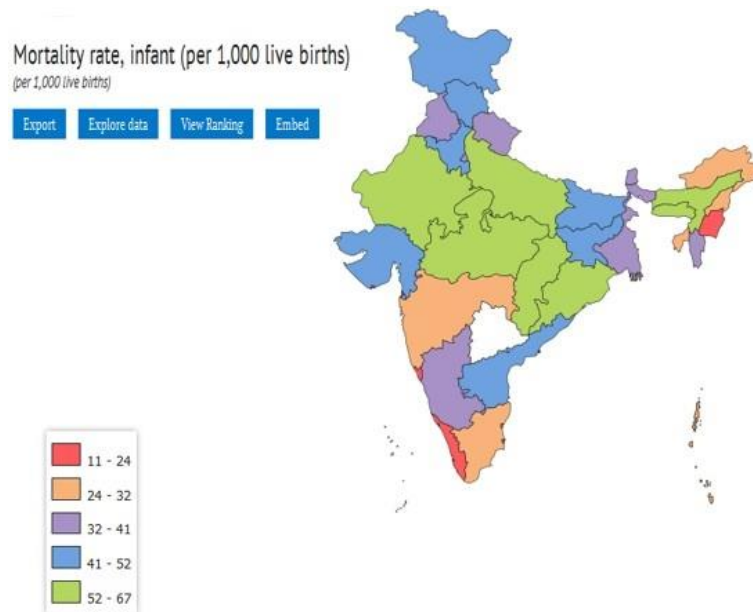 Mortality rate, infant (per 1,000 live births)
(per 1,000 live births)
Export Explore data View Ranking Embed
11 - 24
24 - 32
32 - 41
41 - 52
52 - 67